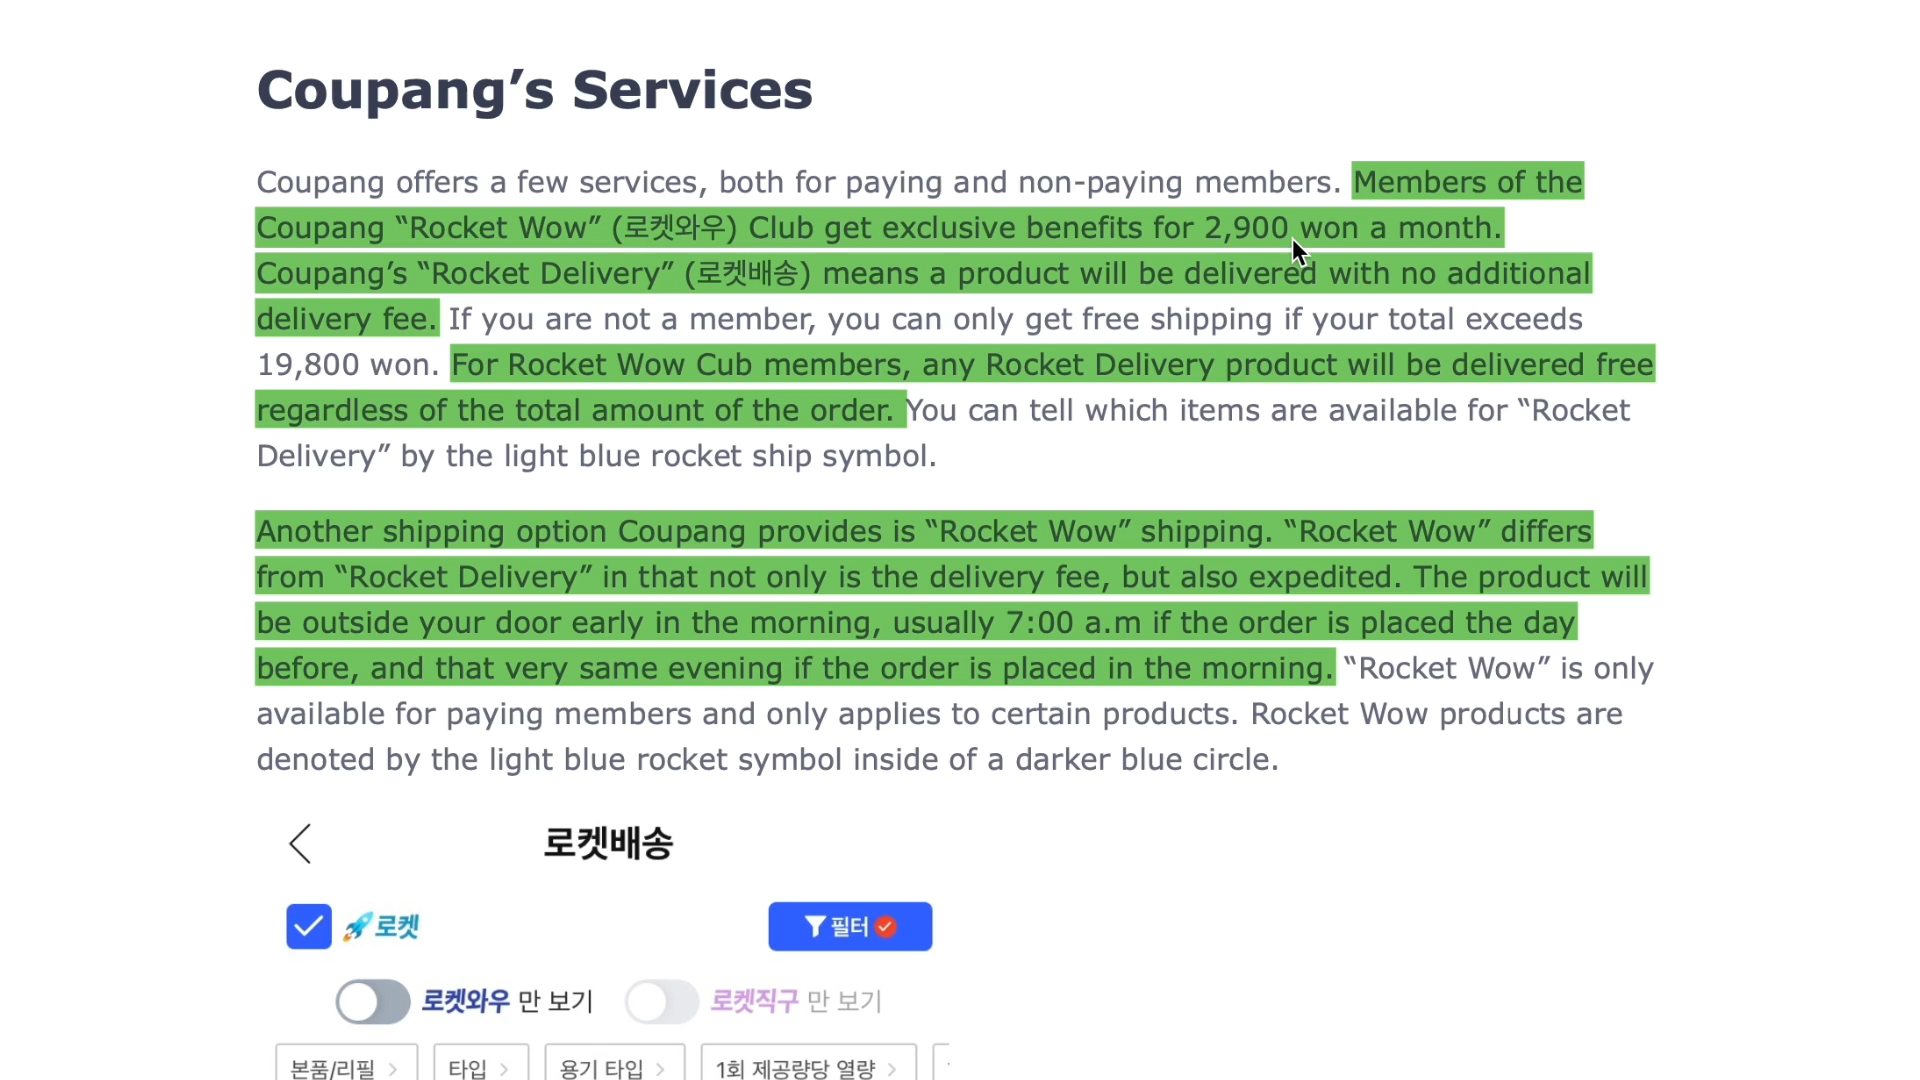 Coupang’s Services
Coupang offers a few services, both for paying and non-paying members. Members of the
Coupang “Rocket Wow” (로켓와우) Club get exclusive benefits for 2,900 won a month.
Coupang’s “Rocket Delivery” (로켓배송) means a product will be delivered with no additional
delivery fee. If you are not a member, you can only get free shipping if your total exceeds
19,800 won. For Rocket Wow Cub members, any Rocket Delivery product will be delivered free
regardless of the total amount of the order. You can tell which items are available for “Rocket
Delivery” by the light blue rocket ship symbol.
Another shipping option Coupang provides is “Rocket Wow” shipping. “Rocket Wow” differs
from “Rocket Delivery” in that not only is the delivery fee, but also expedited. The product will
be outside your door early in the morning, usually 7:00 a.m if the order is placed the day
before, and that very same evening if the order is placed in the morning. “Rocket Wow” is only
available for paying members and only applies to certain products. Rocket Wow products are
denoted by the light blue rocket symbol inside of a darker blue circle.
로켓배송
로켓 필터
로켓와우 만 보기 로켓직구 만 보기
본품/리필 타입 용기 타입 1회 제공량당 열량